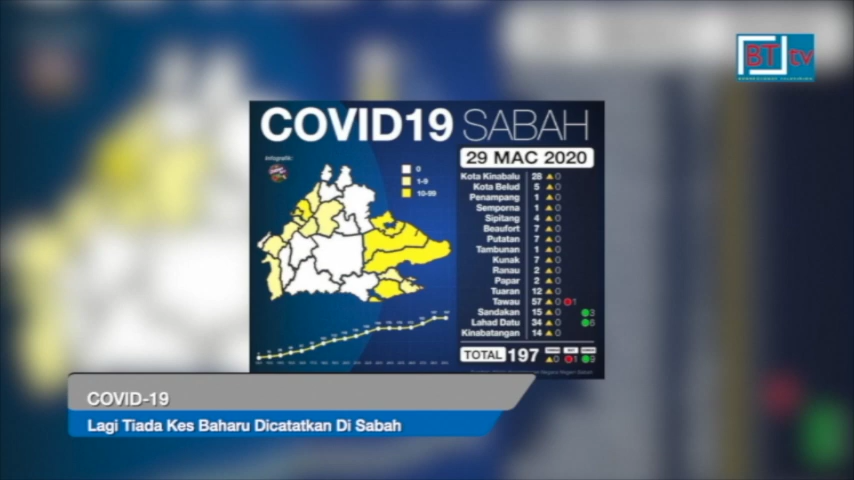 BT tv
COVID19 SABAH
29 MAC 2020
Infografik:
0
1-9
10-99
Kota Kinabalu 28 ▲0
Kota Belud 5 ▲0
Penampang 1 ▲0
Semporna 1 ▲0
Sipitang 4 ▲0
Beaufort 7 ▲0
Putatan 7 ▲0
Tambunan 1 ▲0
Kunak 7 ▲0
Ranau 2 ▲0
Papar 2 ▲0
Tuaran 12 ▲0
Tawau 57 ▲0 1
Sandakan 15 ▲0 3
Lahad Datu 34 ▲0 6
Kinabatangan 14 ▲0
TOTAL 197 ▲0 1 9
COVID-19
Lagi Tiada Kes Baharu Dicatatkan Di Sabah